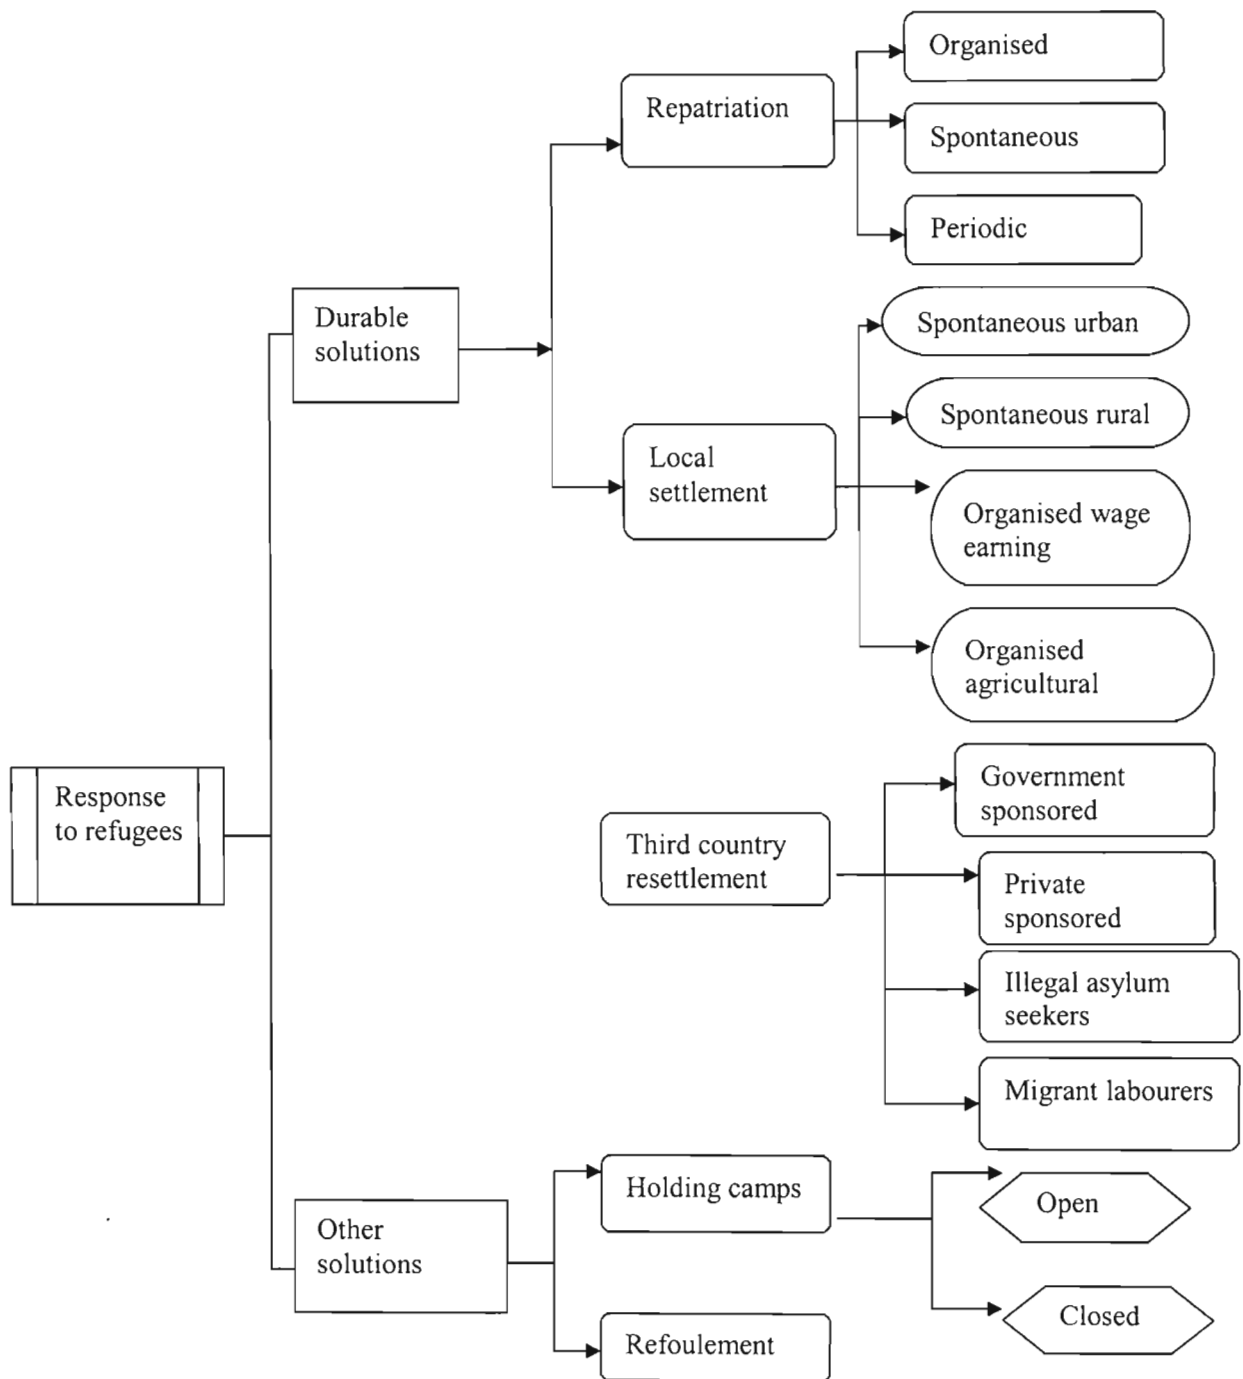 Organised
Repatriation
Spontaneous
Periodic
Durable
solutions
Spontaneous urban
Spontaneous rural
Local
settlement
Organised wage
earning
Organised
agricultural
Response
to refugees
Government
sponsored
Third country
resettlement
Private
sponsored
Illegal asylum
seekers
Migrant labourers
Holding camps
Open
Other
solutions
Closed
Refoulement